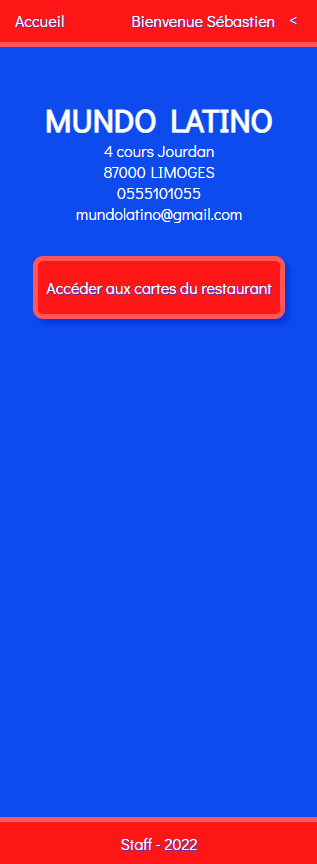 Accueil
Bienvenue Sébastien <
MUNDO LATINO
4 cours Jourdan
87000 LIMOGES
0555101055
mundolatino@gmail.com
Accéder aux cartes du restaurant
Staff - 2022